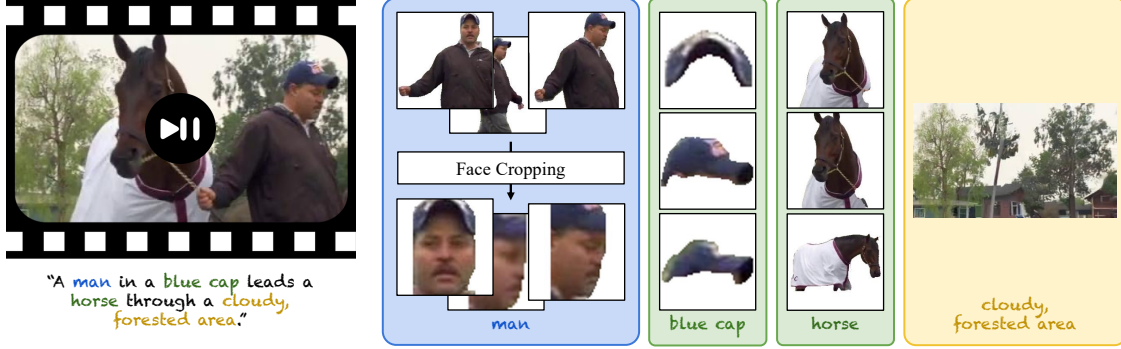 “A man in a blue cap leads a
horse through a cloudy,
forested area.”
Face Cropping
man
blue cap
horse
cloudy,
forested area